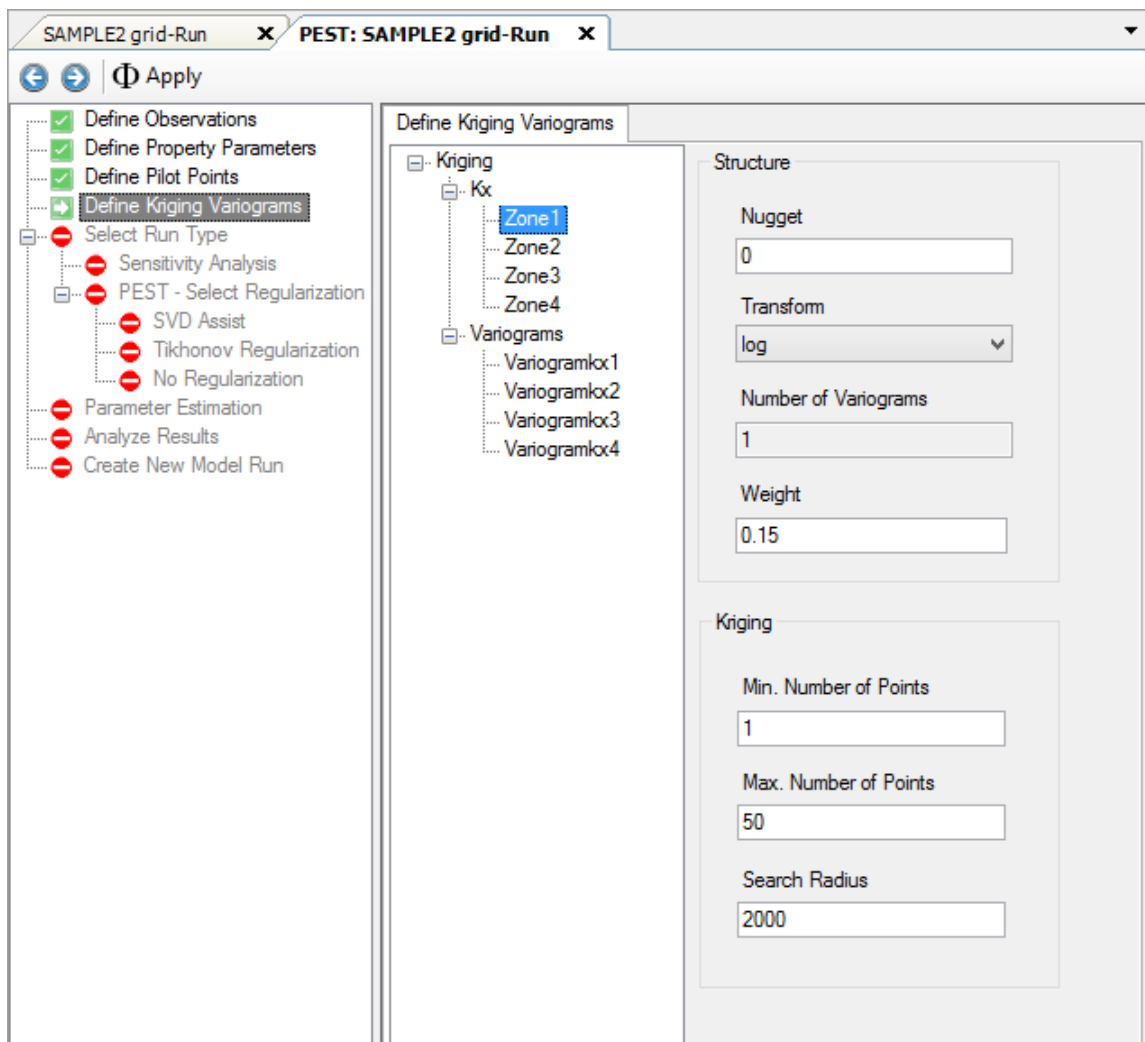 SAMPLE2 grid-Run
PEST: SAMPLE2 grid-Run
Φ Apply
Define Observations
Define Property Parameters
Define Pilot Points
Define Kriging Variograms
Select Run Type
Sensitivity Analysis
PEST - Select Regularization
SVD Assist
Tikhonov Regularization
No Regularization
Parameter Estimation
Analyze Results
Create New Model Run
Define Kriging Variograms
Kriging
Kx
Zone1
Zone2
Zone3
Zone4
Variograms
Variogramkx1
Variogramkx2
Variogramkx3
Variogramkx4
Structure
Nugget
0
Transform
log
Number of Variograms
1
Weight
0.15
Kriging
Min. Number of Points
1
Max. Number of Points
50
Search Radius
2000